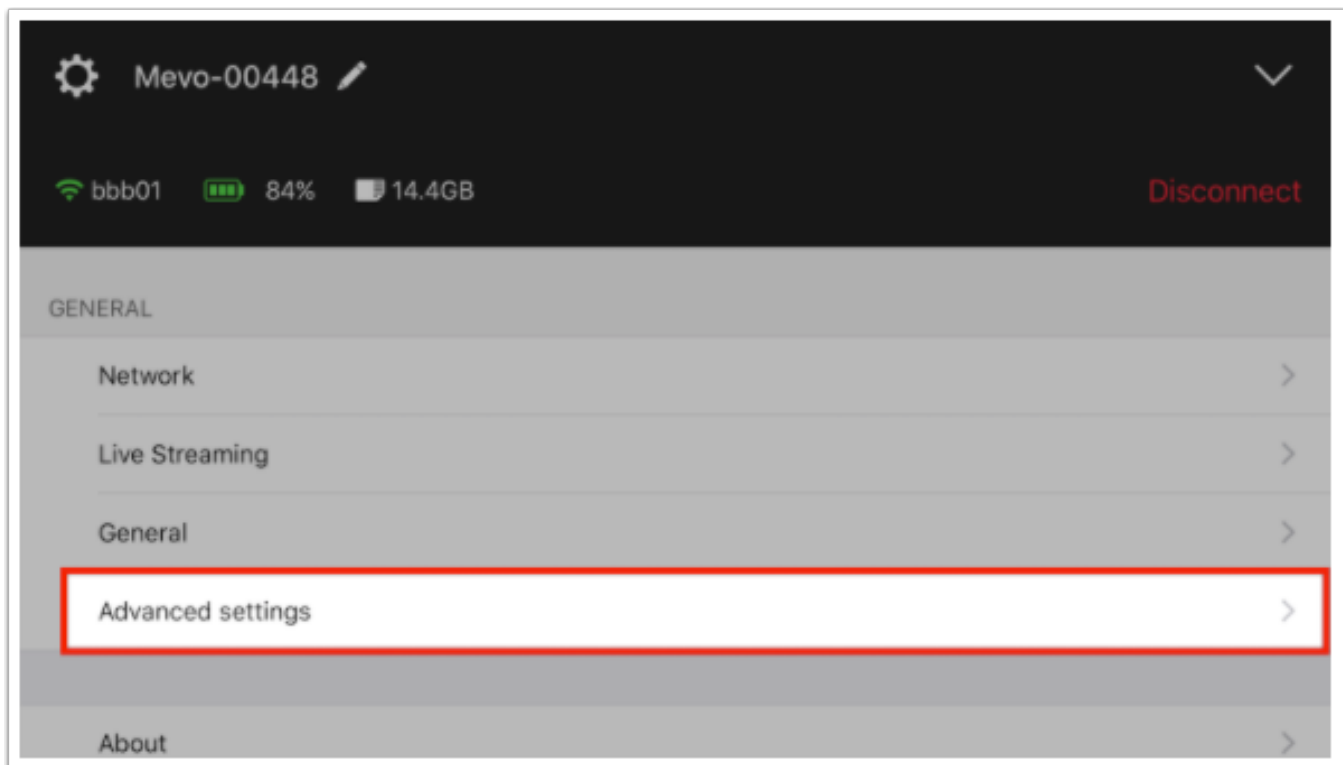 Mevo-00448
bbb01 84% 14.4GB Disconnect
GENERAL
Network
Live Streaming
General
Advanced settings
About